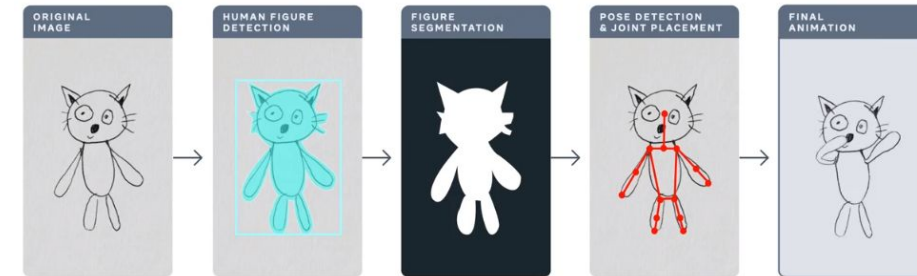 ORIGINAL
IMAGE
HUMAN FIGURE
DETECTION
FIGURE
SEGMENTATION
POSE DETECTION
& JOINT PLACEMENT
FINAL
ANIMATION